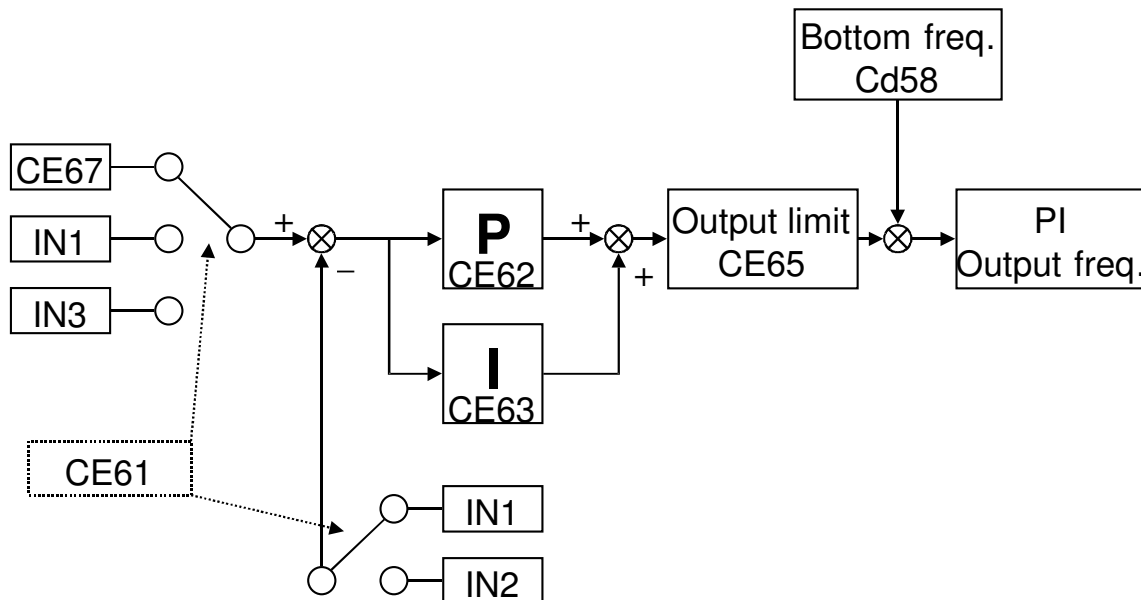 Bottom freq.
Cd58
CE67
IN1
IN3
+
−
P
CE62
+
+
Output limit
CE65
PI
Output freq.
I
CE63
CE61
IN1
IN2